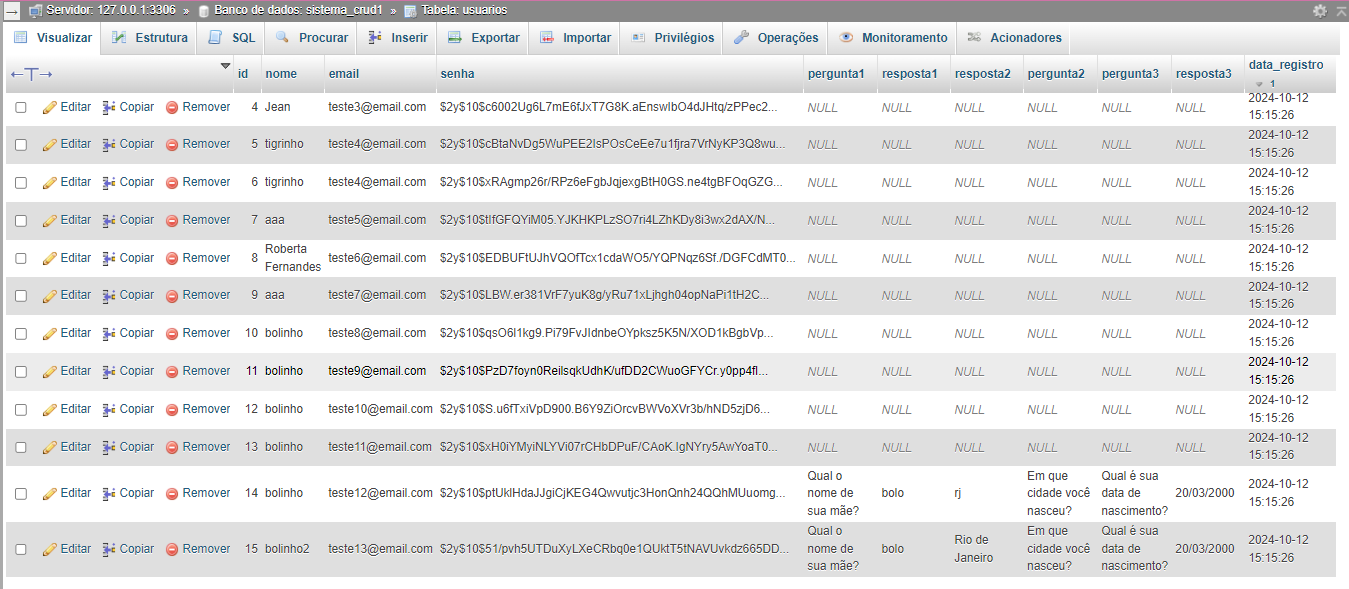 Servidor: 127.0.0.1:3306 » Banco de dados: sistema_crud1 » Tabela: usuarios
Visualizar Estrutura SQL Procurar Inserir Exportar Importar Privilégios Operações Monitoramento Acionadores
←T→ id nome email senha pergunta1 resposta1 resposta2 pergunta2 pergunta3 resposta3 data_registro 1
Editar Copiar Remover 4 Jean teste3@email.com $2y$10$c6002Ug6L7mE6fJxT7G8K.aEnswIbO4dJHtq/zPPec2... NULL NULL NULL NULL NULL NULL 2024-10-12 15:15:26
Editar Copiar Remover 5 tigrinho teste4@email.com $2y$10$cBtaNvDg5WuPEE2IsPOsCeEe7u1fjra7VrNyKP3Q8wu... NULL NULL NULL NULL NULL NULL 2024-10-12 15:15:26
Editar Copiar Remover 6 tigrinho teste4@email.com $2y$10$xRAgmp26r/RPz6eFgbJqjexgBtH0GS.ne4tgBFOqGZG... NULL NULL NULL NULL NULL NULL 2024-10-12 15:15:26
Editar Copiar Remover 7 aaa teste5@email.com $2y$10$tIfGFQYiM05.YJKHKPLzSO7ri4LZhKDy8i3wx2dAX/N... NULL NULL NULL NULL NULL NULL 2024-10-12 15:15:26
Editar Copiar Remover 8 Roberta Fernandes teste6@email.com $2y$10$EDBUFtUJhVQOfTcx1cdaWO5/YQPNqz6Sf./DGFCdMT0... NULL NULL NULL NULL NULL NULL 2024-10-12 15:15:26
Editar Copiar Remover 9 aaa teste7@email.com $2y$10$LBW.er381VrF7yuK8g/yRu71xLjhgh04opNaPi1tH2C... NULL NULL NULL NULL NULL NULL 2024-10-12 15:15:26
Editar Copiar Remover 10 bolinho teste8@email.com $2y$10$qsO6l1kg9.Pi79FvJIdnbeOYpksz5K5N/XOD1kBgbVp... NULL NULL NULL NULL NULL NULL 2024-10-12 15:15:26
Editar Copiar Remover 11 bolinho teste9@email.com $2y$10$PzD7foyn0ReilsqkUdhK/ufDD2CWuoGFYCr.y0pp4fI... NULL NULL NULL NULL NULL NULL 2024-10-12 15:15:26
Editar Copiar Remover 12 bolinho teste10@email.com $2y$10$S.u6fTxiVpD900.B6Y9ZiOrcvBWVoXVr3b/hND5zjD6... NULL NULL NULL NULL NULL NULL 2024-10-12 15:15:26
Editar Copiar Remover 13 bolinho teste11@email.com $2y$10$xH0iYMyiNLYVi07rCHbDPuF/CAoK.IgNYry5AwYoaT0... NULL NULL NULL NULL NULL NULL 2024-10-12 15:15:26
Editar Copiar Remover 14 bolinho teste12@email.com $2y$10$ptUklHdaJJgiCjKEG4Qwvutjc3HonQnh24QQhMUuomg... Qual o nome de sua mãe? bolo rj Em que cidade você nasceu? Qual é sua data de nascimento? 20/03/2000 2024-10-12 15:15:26
Editar Copiar Remover 15 bolinho2 teste13@email.com $2y$10$51/pvh5UTDuXyLXeCRbq0e1QUktT5tNAVUvkdz665DD... Qual o nome de sua mãe? bolo Rio de Janeiro Em que cidade você nasceu? Qual é sua data de nascimento? 20/03/2000 2024-10-12 15:15:26